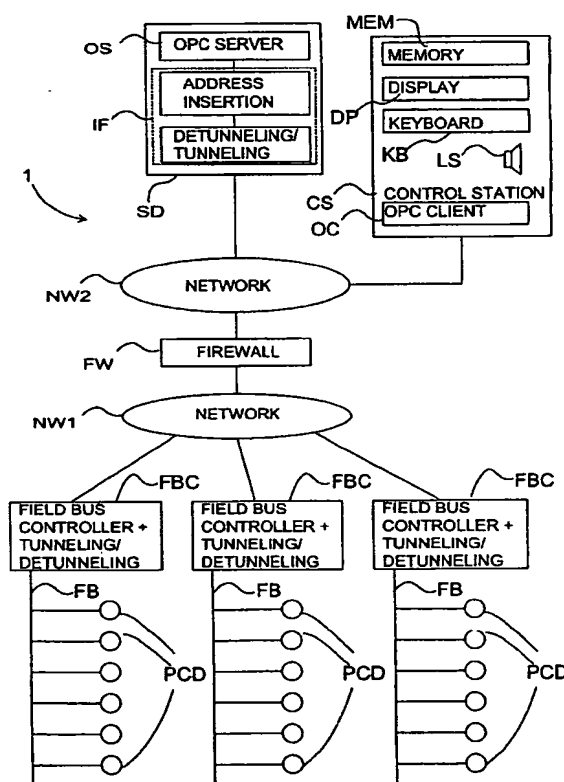 OS
OPC SERVER
ADDRESS
INSERTION
IF
DETUNNELING/
TUNNELING
SD
1
MEM
MEMORY
DISPLAY
DP
KEYBOARD
KB
LS
CS
CONTROL STATION
OC
OPC CLIENT
NETWORK
NW2
FIREWALL
FW
NETWORK
NW1
FBC
FBC
FBC
FIELD BUS
CONTROLLER +
TUNNELING/
DETUNNELING
FIELD BUS
CONTROLLER +
TUNNELING/
DETUNNELING
FIELD BUS
CONTROLLER +
TUNNELING/
DETUNNELING
FB
FB
FB
PCD
PCD
PCD